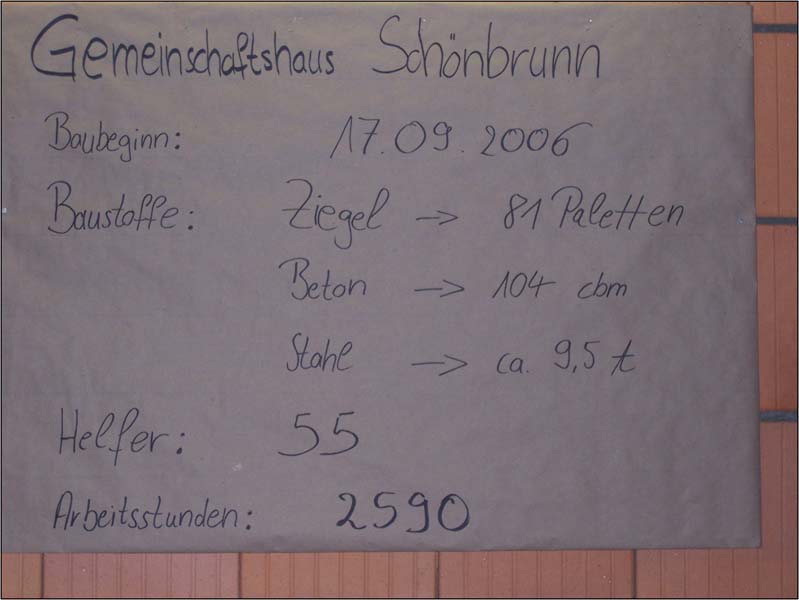 Gemeinschaftshaus Schönbrunn
Baubeginn: 17.09.2006
Baustoffe: Ziegel → 81 Paletten
Beton → 104 cbm
Stahl → ca. 9,5 t
Helfer: 55
Arbeitsstunden: 2590